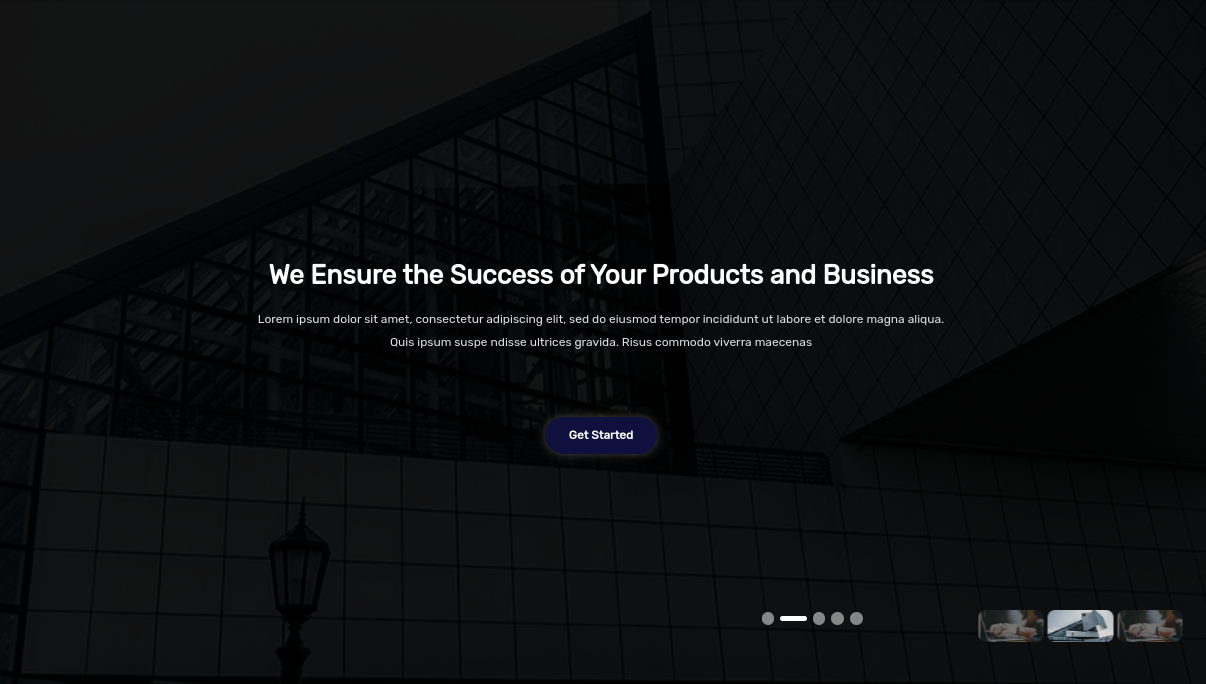 We Ensure the Success of Your Products and Business
Lorem ipsum dolor sit amet, consectetur adipiscing elit, sed do eiusmod tempor incididunt ut labore et dolore magna aliqua.
Quis ipsum suspe ndisse ultrices gravida. Risus commodo viverra maecenas
Get Started